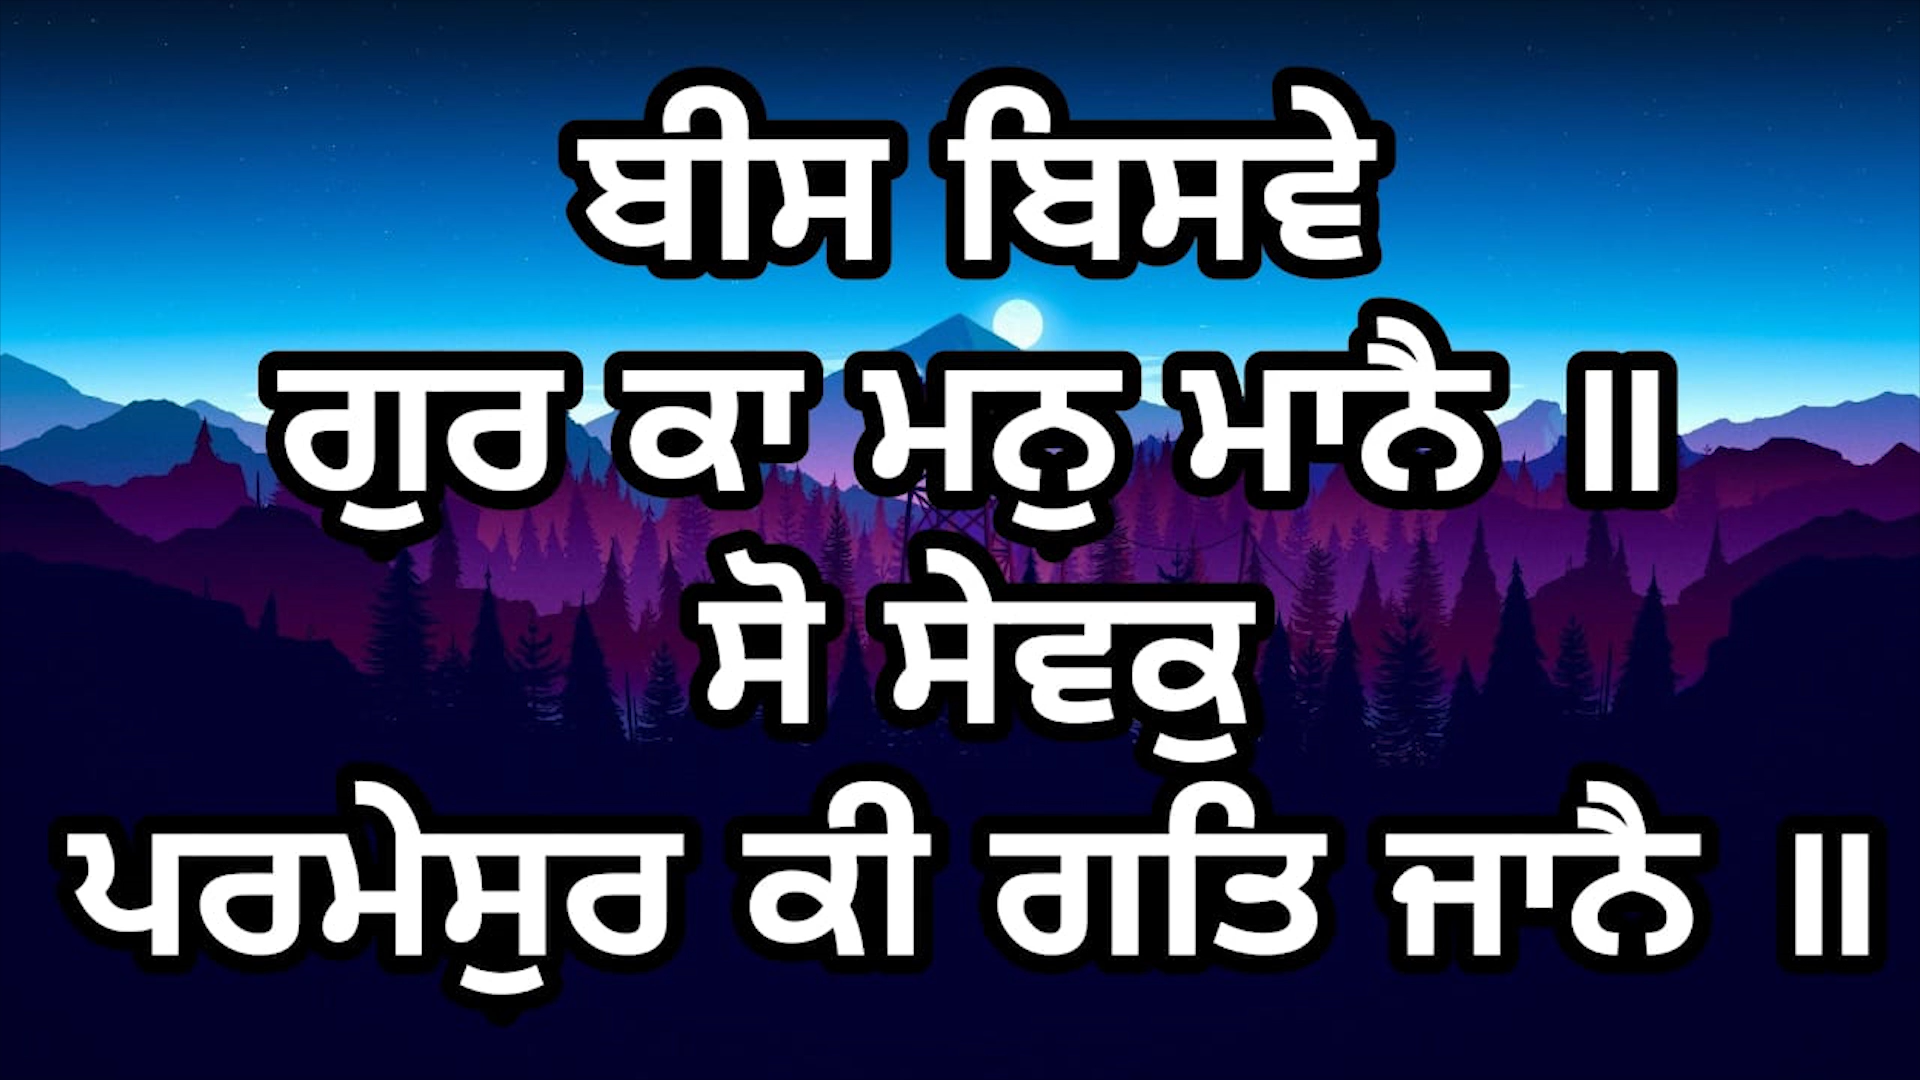 ਬੀਸ ਬਿਸਵੇ
ਗੁਰ ਕਾ ਮਨੁ ਮਾਨੈ ॥
ਸੋ ਸੇਵਕੁ
ਪਰਮੇਸੁਰ ਕੀ ਗਤਿ ਜਾਨੈ ॥